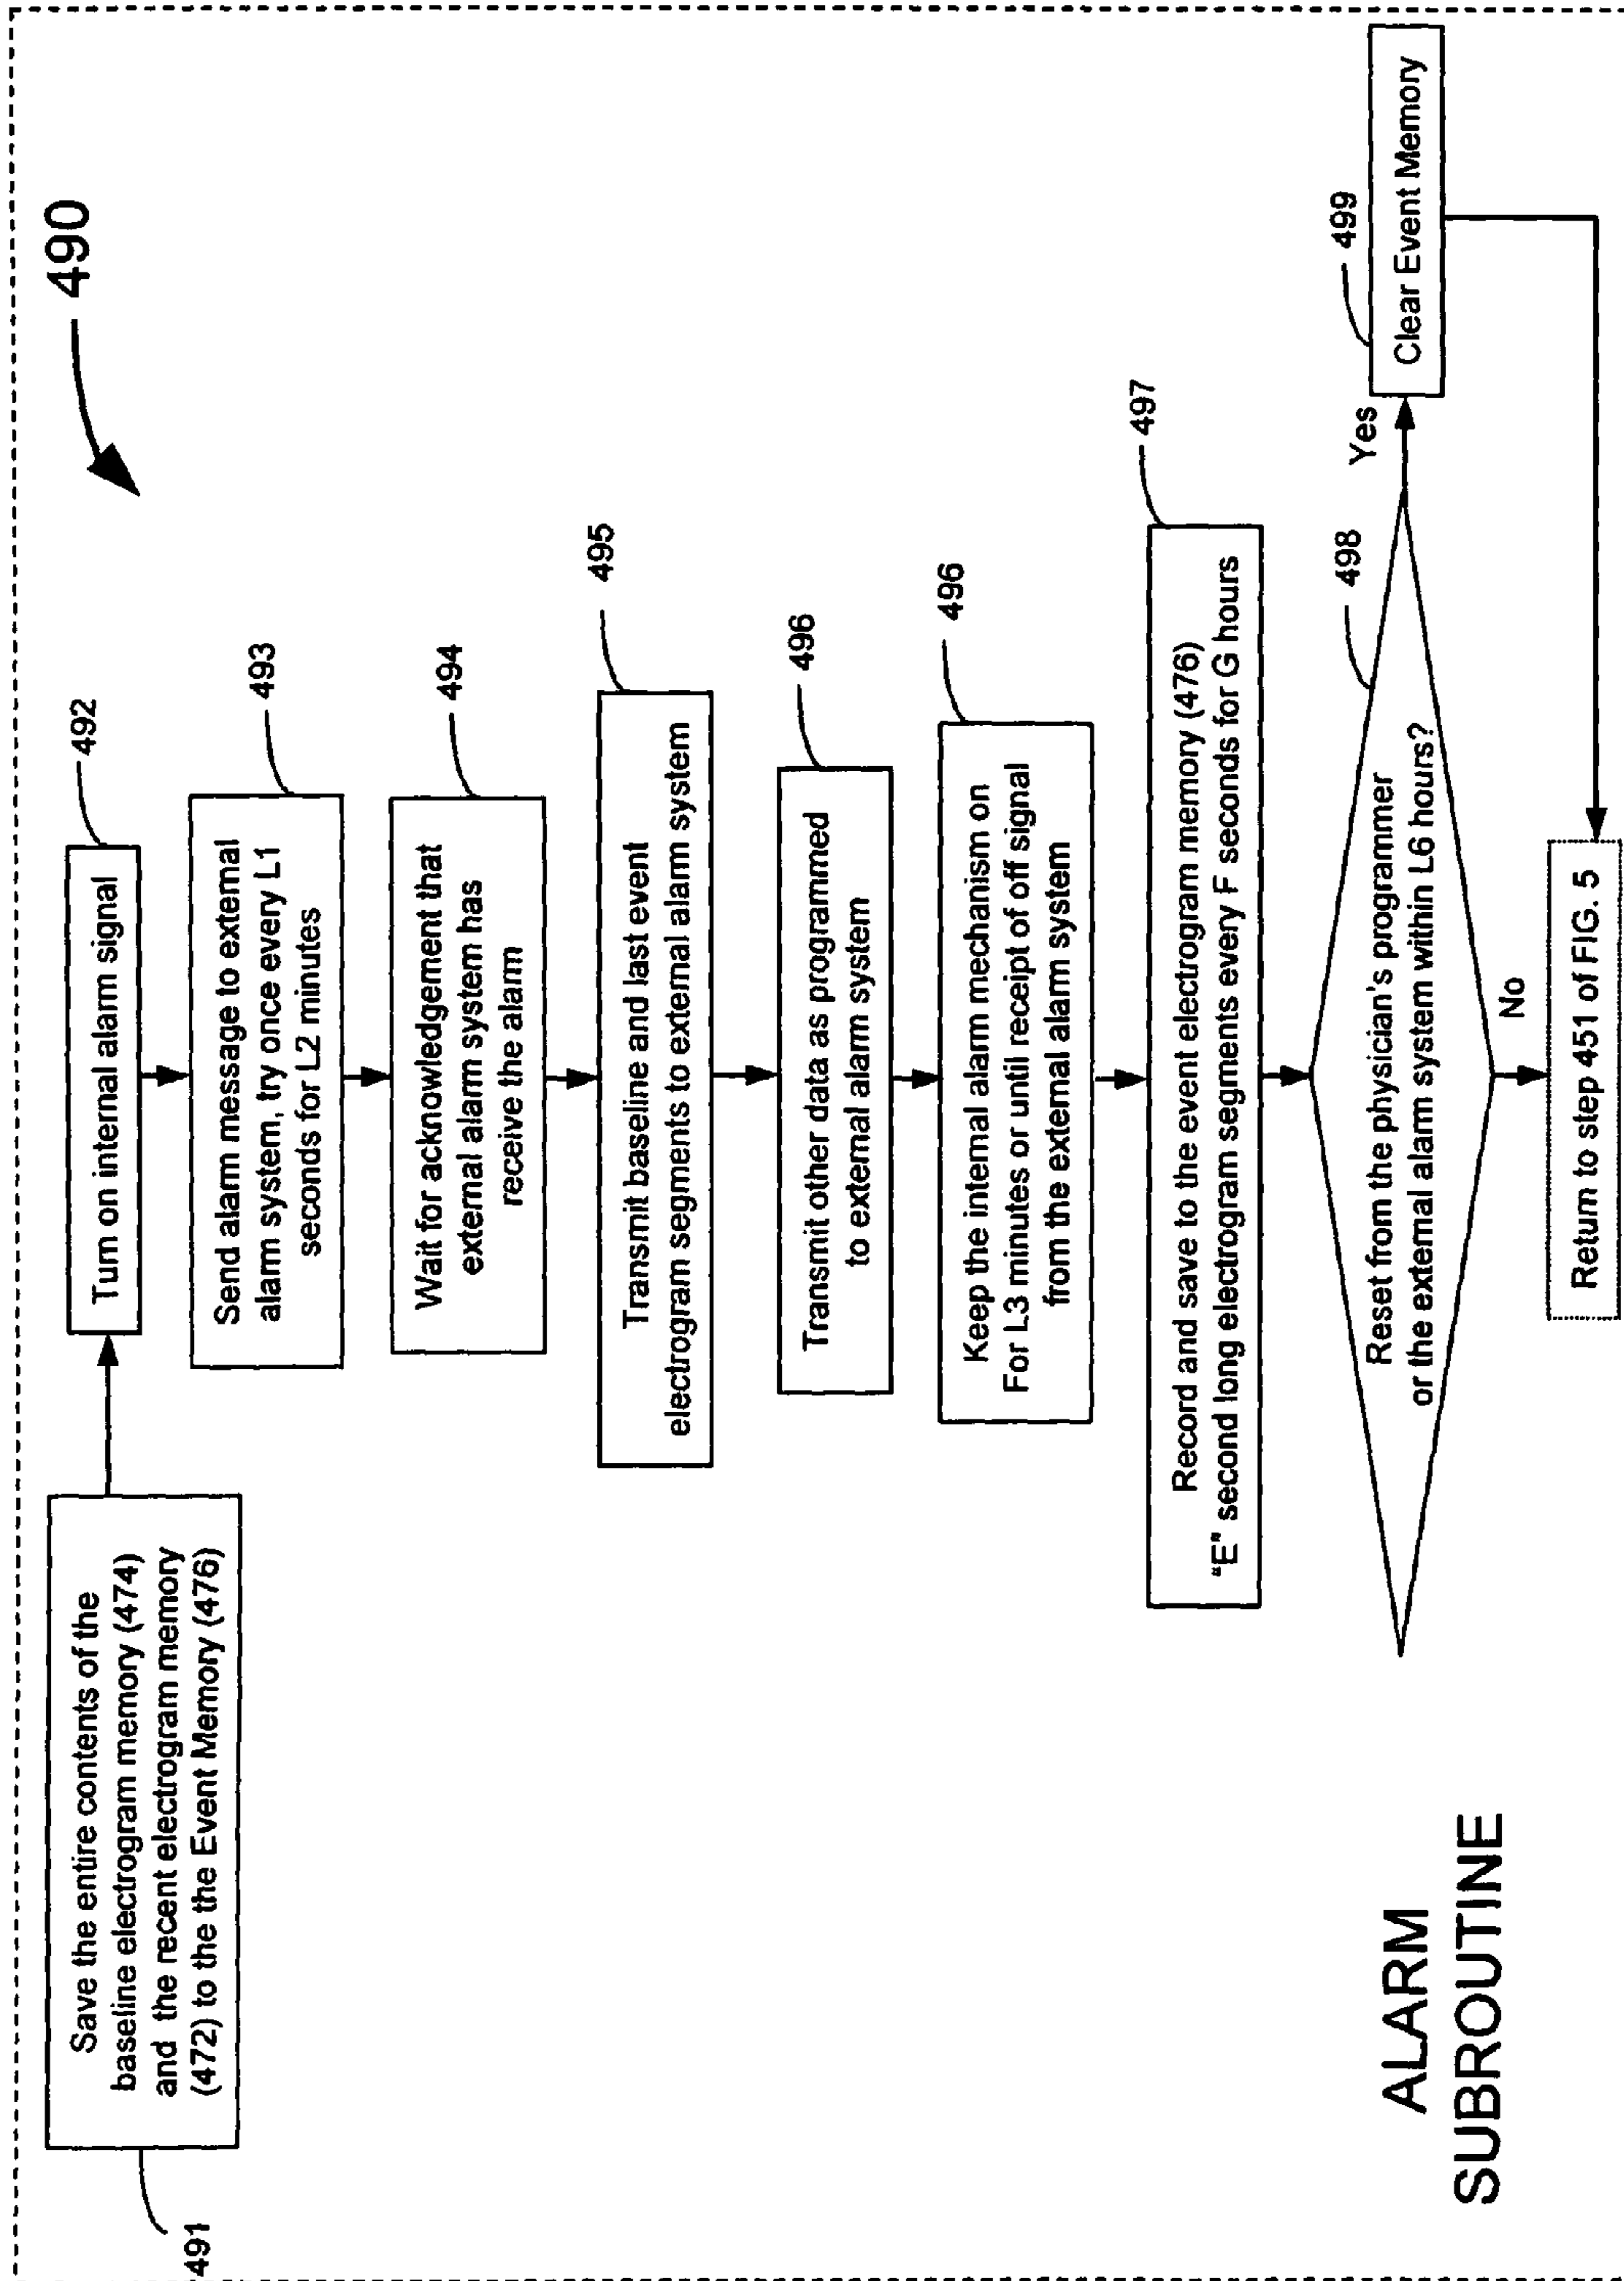 490
Save the entire contents of the
baseline electrogram memory (474)
and the recent electrogram memory
(472) to the the Event Memory (476)
491
Turn on internal alarm signal
492
Send alarm message to external
alarm system, try once every L1
seconds for L2 minutes
493
Wait for acknowledgement that
external alarm system has
receive the alarm
494
Transmit baseline and last event
electrogram segments to external alarm system
495
Transmit other data as programmed
to external alarm system
496
Keep the internal alarm mechanism on
For L3 minutes or until receipt of off signal
from the external alarm system
496
Record and save to the event electrogram memory (476)
"E" second long electrogram segments every F seconds for G hours
497
Reset from the physician's programmer
or the external alarm system within L6 hours?
498
Yes
Clear Event Memory
499
No
Return to step 451 of FIG. 5
ALARM
SUBROUTINE